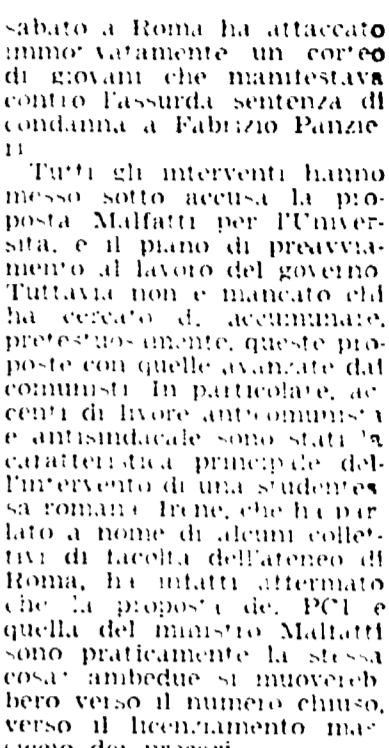 sabato a Roma ha attaccato
immotivatamente un corteo
di giovani che manifestava
contro l'assurda sentenza di
condanna a Fabrizio Panzie
ri
Tutti gli interventi hanno
messo sotto accusa la pro-
posta Malfatti per l'Univer-
sità, e il piano di preavvia-
mento al lavoro del governo
Tuttavia non è mancato chi
ha cercato di accumunare,
pretestuosamente, queste pro-
poste con quelle avanzate dai
comunisti In particolare, ac-
centi di livore anticomunista
e antisindacale sono stati la
caratteristica principale del-
l'intervento di una studentes
sa romana Irene, che ha par
lato a nome di alcuni collet-
tivi di facoltà dell'ateneo di
Roma, ha infatti affermato
che la proposta del PCI e
quella del ministro Malfatti
sono praticamente la stessa
cosa: ambedue si muovereb
bero verso il numero chiuso,
verso il licenziamento mas
dei precari